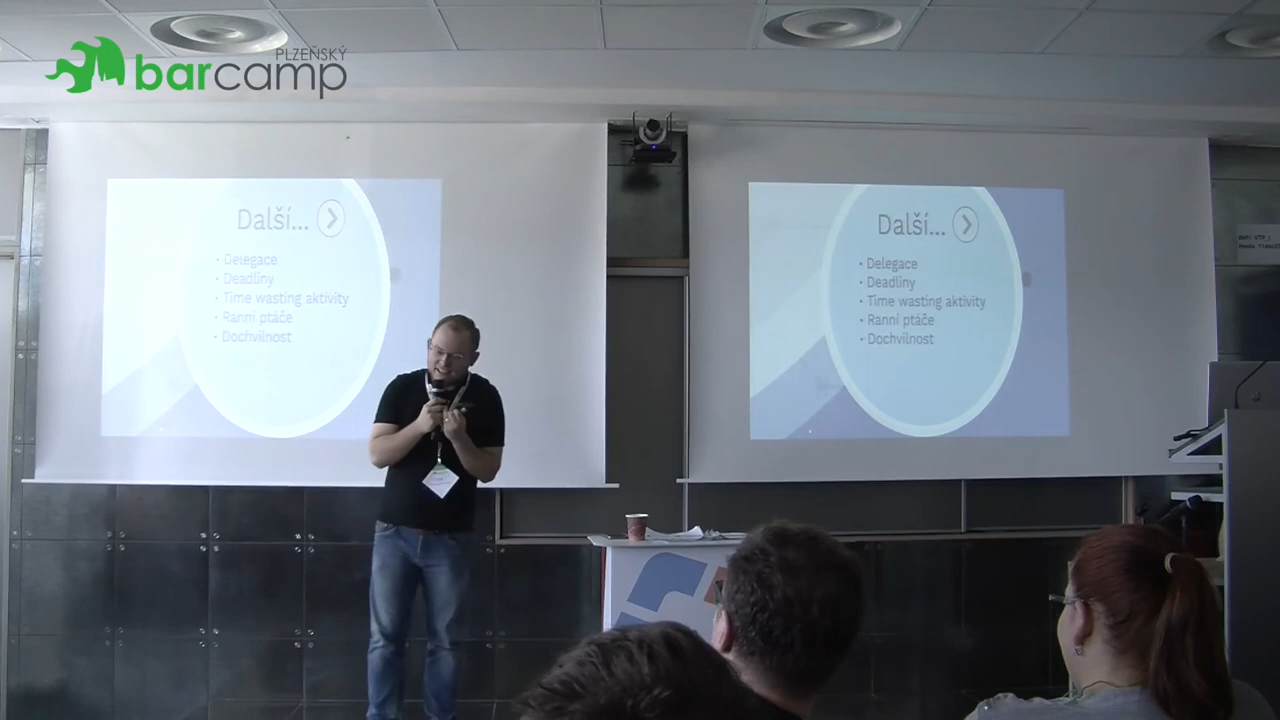 PLZEŇSKÝ
barcamp
Další...
• Delegace
• Deadliny
• Time wasting aktivity
• Ranní ptáče
• Dochvilnost
Další...
• Delegace
• Deadliny
• Time wasting aktivity
• Ranní ptáče
• Dochvilnost